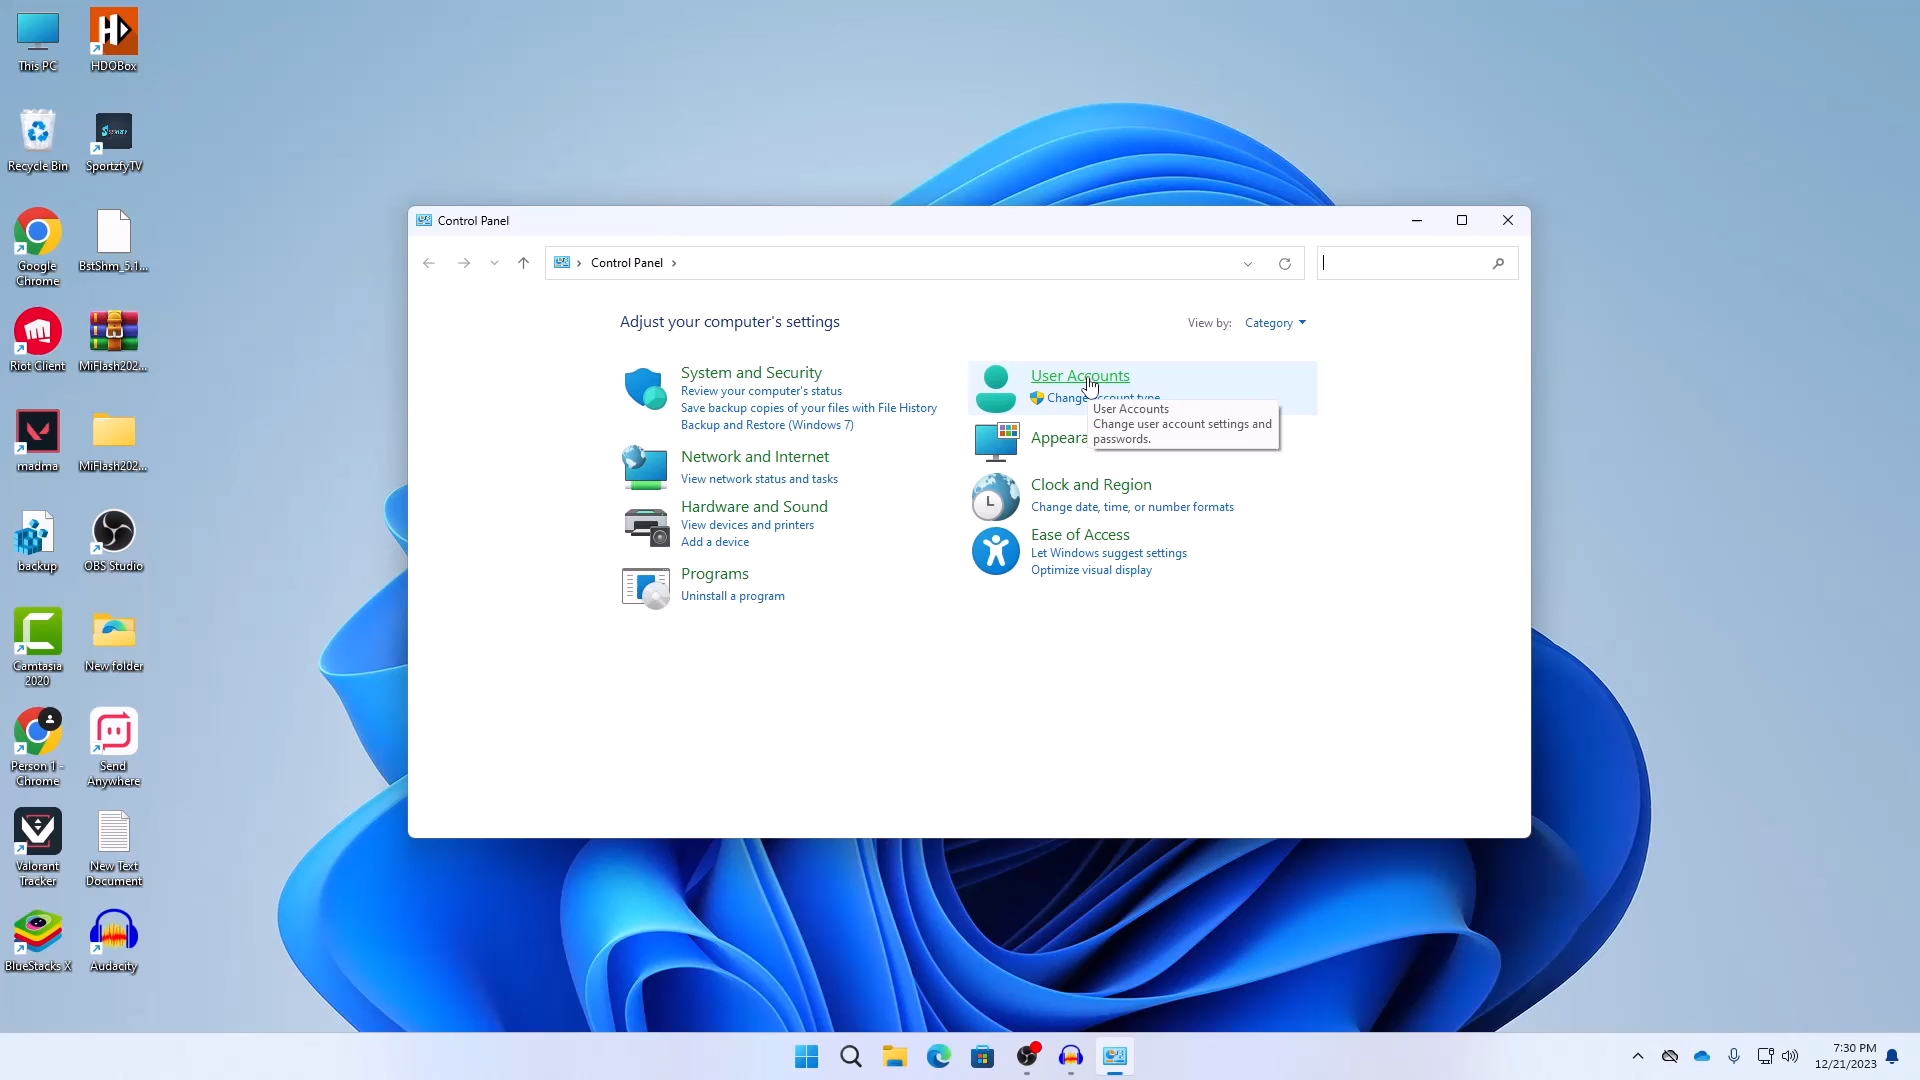 This PC
HDOBox
Recycle Bin
SportzfyTV
Google
Chrome
BstShm_5.1...
Riot Client
MiFlash202...
madma
MiFlash202...
backup
OBS Studio
Camtasia
2020
New folder
Person 1 -
Chrome
Send
Anywhere
Valorant
Tracker
New Text
Document
BlueStacks X
Audacity
Control Panel
Control Panel
Adjust your computer's settings
View by: Category
System and Security
Review your computer's status
Save backup copies of your files with File History
Backup and Restore (Windows 7)
Network and Internet
View network status and tasks
Hardware and Sound
View devices and printers
Add a device
Programs
Uninstall a program
User Accounts
Change account type
User Accounts
Change user account settings and
passwords.
Appeara
Clock and Region
Change date, time, or number formats
Ease of Access
Let Windows suggest settings
Optimize visual display
7:30 PM
12/21/2023